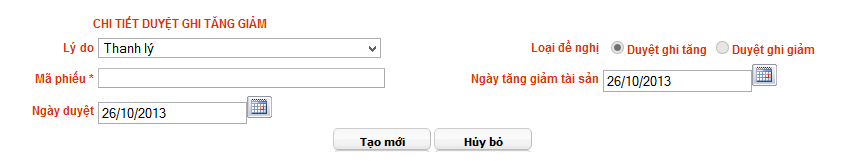 CHI TIẾT DUYỆT GHI TĂNG GIẢM
Lý do Thanh lý Loại đề nghị Duyệt ghi tăng Duyệt ghi giảm
Mã phiếu * Ngày tăng giảm tài sản 26/10/2013
Ngày duyệt 26/10/2013
Tạo mới Hủy bỏ